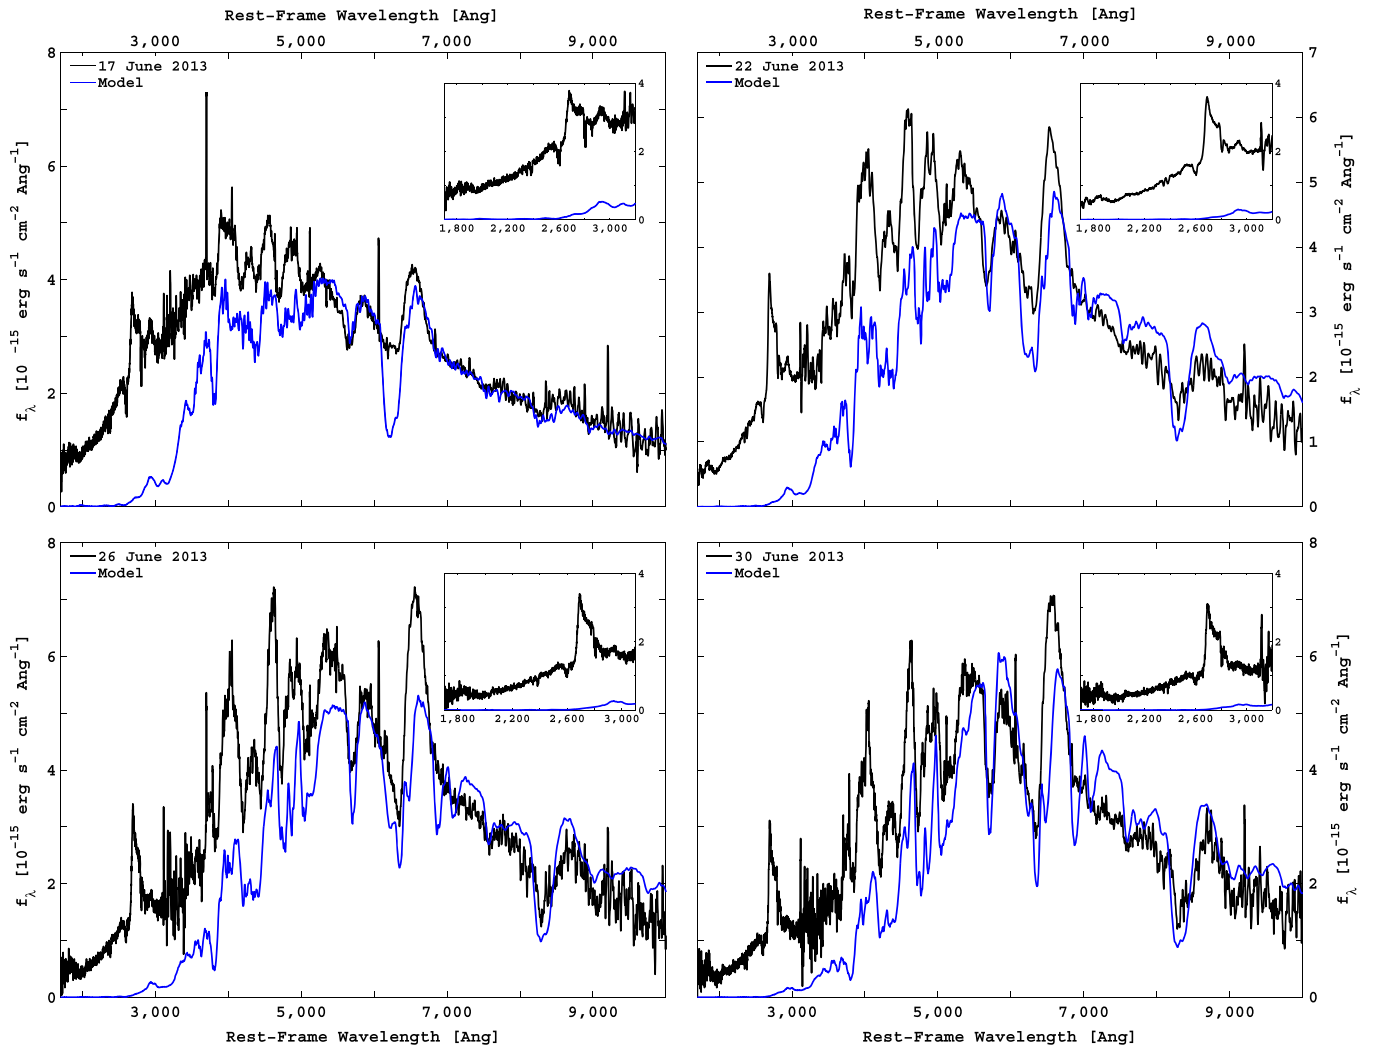 Rest-Frame Wavelength [Ang]
Rest-Frame Wavelength [Ang]
3,000 5,000 7,000 9,000
3,000 5,000 7,000 9,000
8
6
4
2
0
f_λ [10 ^−15 erg s^−1 cm^−2 Ang^−1]
17 June 2013
Model
4
2
0
1,800 2,200 2,600 3,000
22 June 2013
Model
4
2
0
1,800 2,200 2,600 3,000
7
6
5
4
3
2
1
0
f_λ [10^−15 erg s^−1 cm^−2 Ang^−1]
8
6
4
2
0
f_λ [10^−15 erg s^−1 cm^−2 Ang^−1]
26 June 2013
Model
4
2
0
1,800 2,200 2,600 3,000
30 June 2013
Model
4
2
0
1,800 2,200 2,600 3,000
8
6
4
2
0
f_λ [10^−15 erg s^−1 cm^−2 Ang^−1]
3,000 5,000 7,000 9,000
3,000 5,000 7,000 9,000
Rest-Frame Wavelength [Ang]
Rest-Frame Wavelength [Ang]